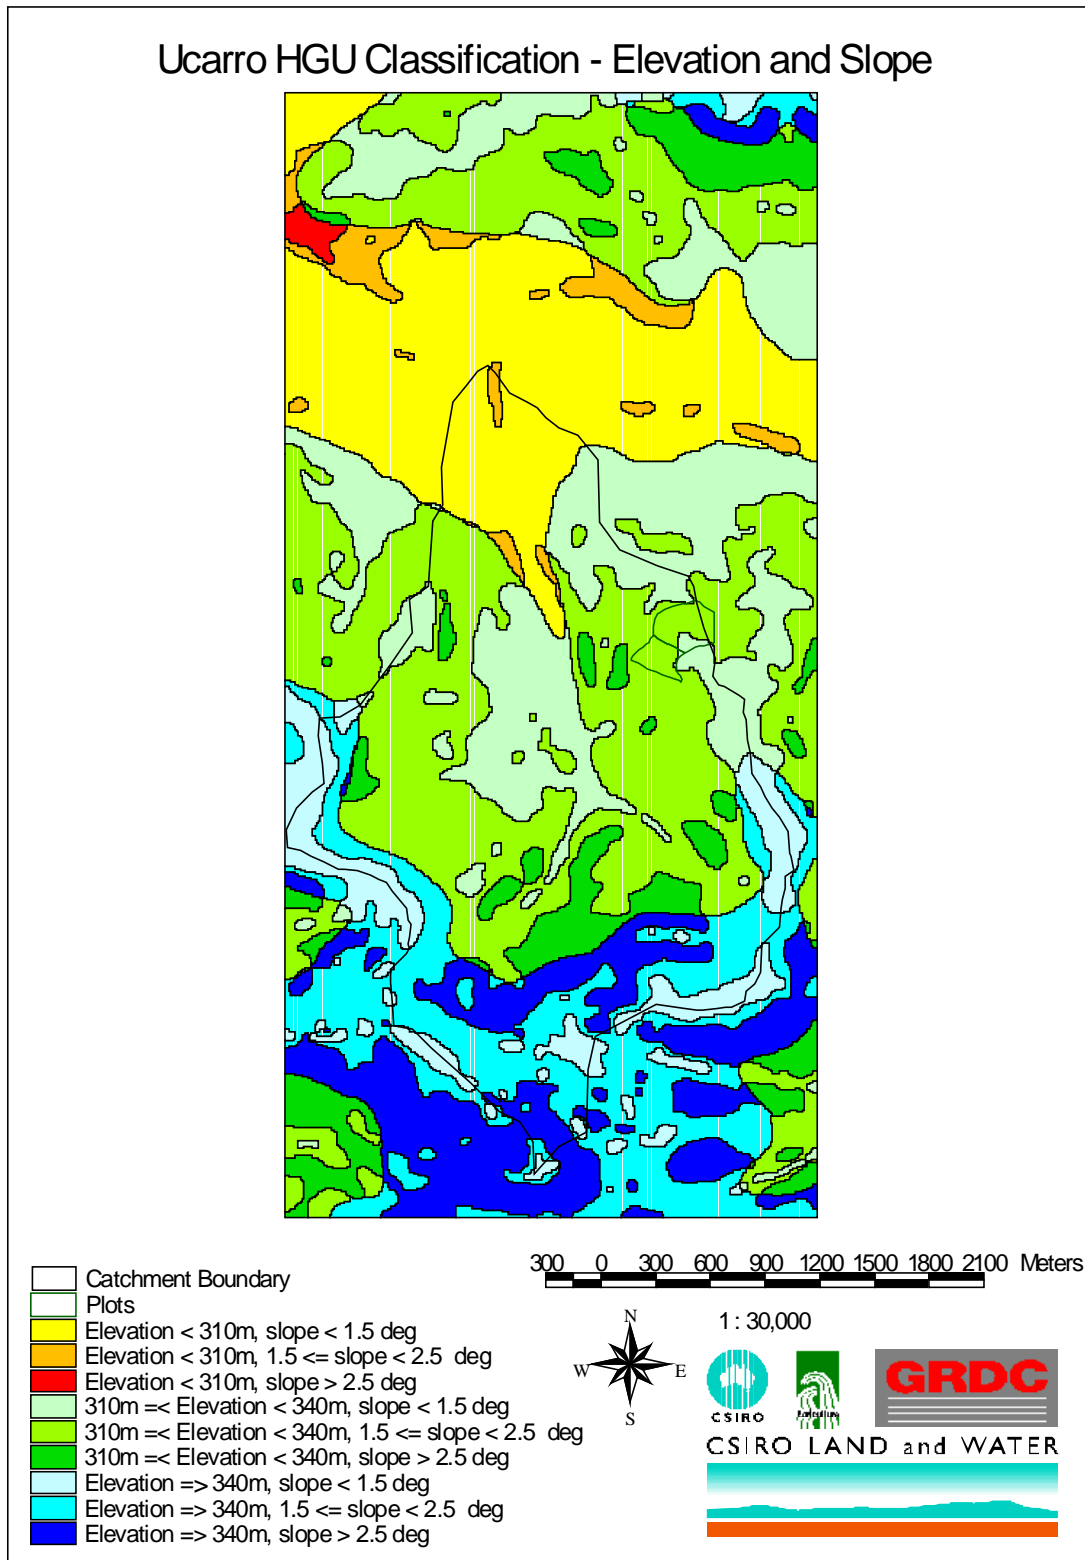 Ucarro HGU Classification - Elevation and Slope
Catchment Boundary
Plots
Elevation < 310m, slope < 1.5 deg
Elevation < 310m, 1.5 <= slope < 2.5 deg
Elevation < 310m, slope > 2.5 deg
310m =< Elevation < 340m, slope < 1.5 deg
310m =< Elevation < 340m, 1.5 <= slope < 2.5 deg
310m =< Elevation < 340m, slope > 2.5 deg
Elevation => 340m, slope < 1.5 deg
Elevation => 340m, 1.5 <= slope < 2.5 deg
Elevation => 340m, slope > 2.5 deg
300 0 300 600 900 1200 1500 1800 2100 Meters
N
W E
S
1 : 30,000
CSIRO
GRDC
CSIRO LAND and WATER